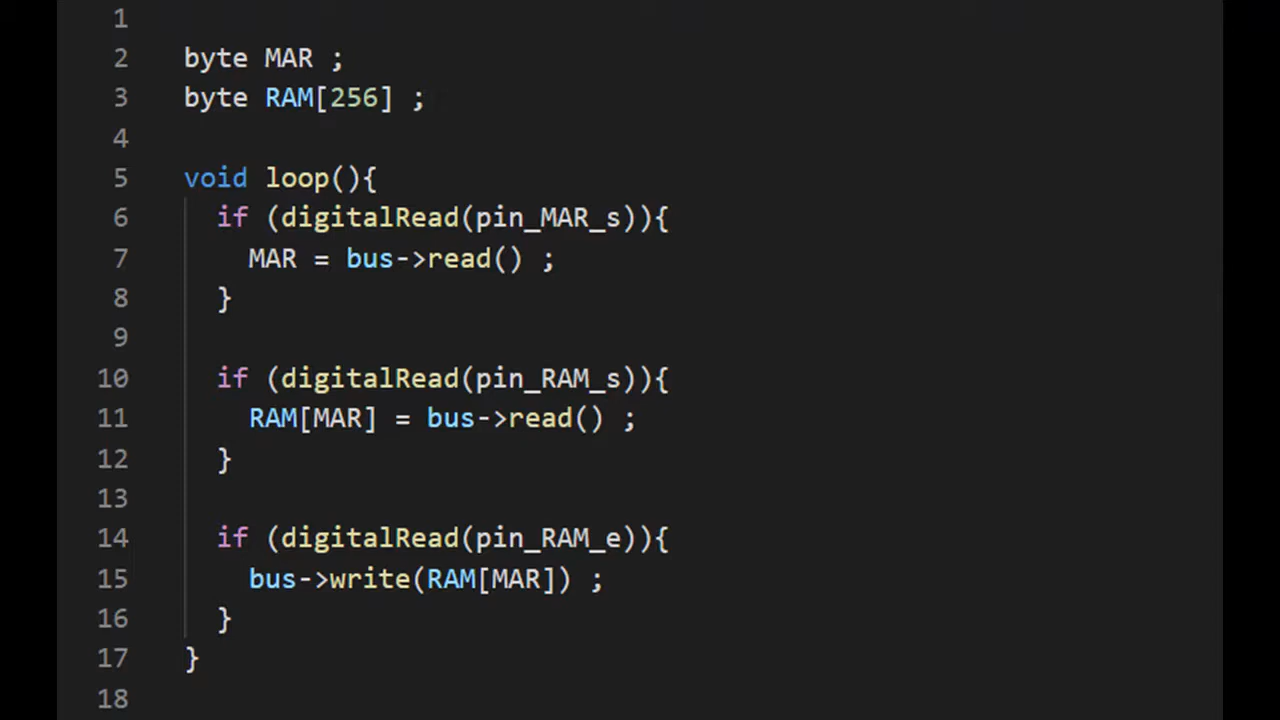 1
2 byte MAR ;
3 byte RAM[256] ;
4
5 void loop(){
6   if (digitalRead(pin_MAR_s)){
7     MAR = bus->read() ;
8   }
9
10   if (digitalRead(pin_RAM_s)){
11     RAM[MAR] = bus->read() ;
12   }
13
14   if (digitalRead(pin_RAM_e)){
15     bus->write(RAM[MAR]) ;
16   }
17 }
18